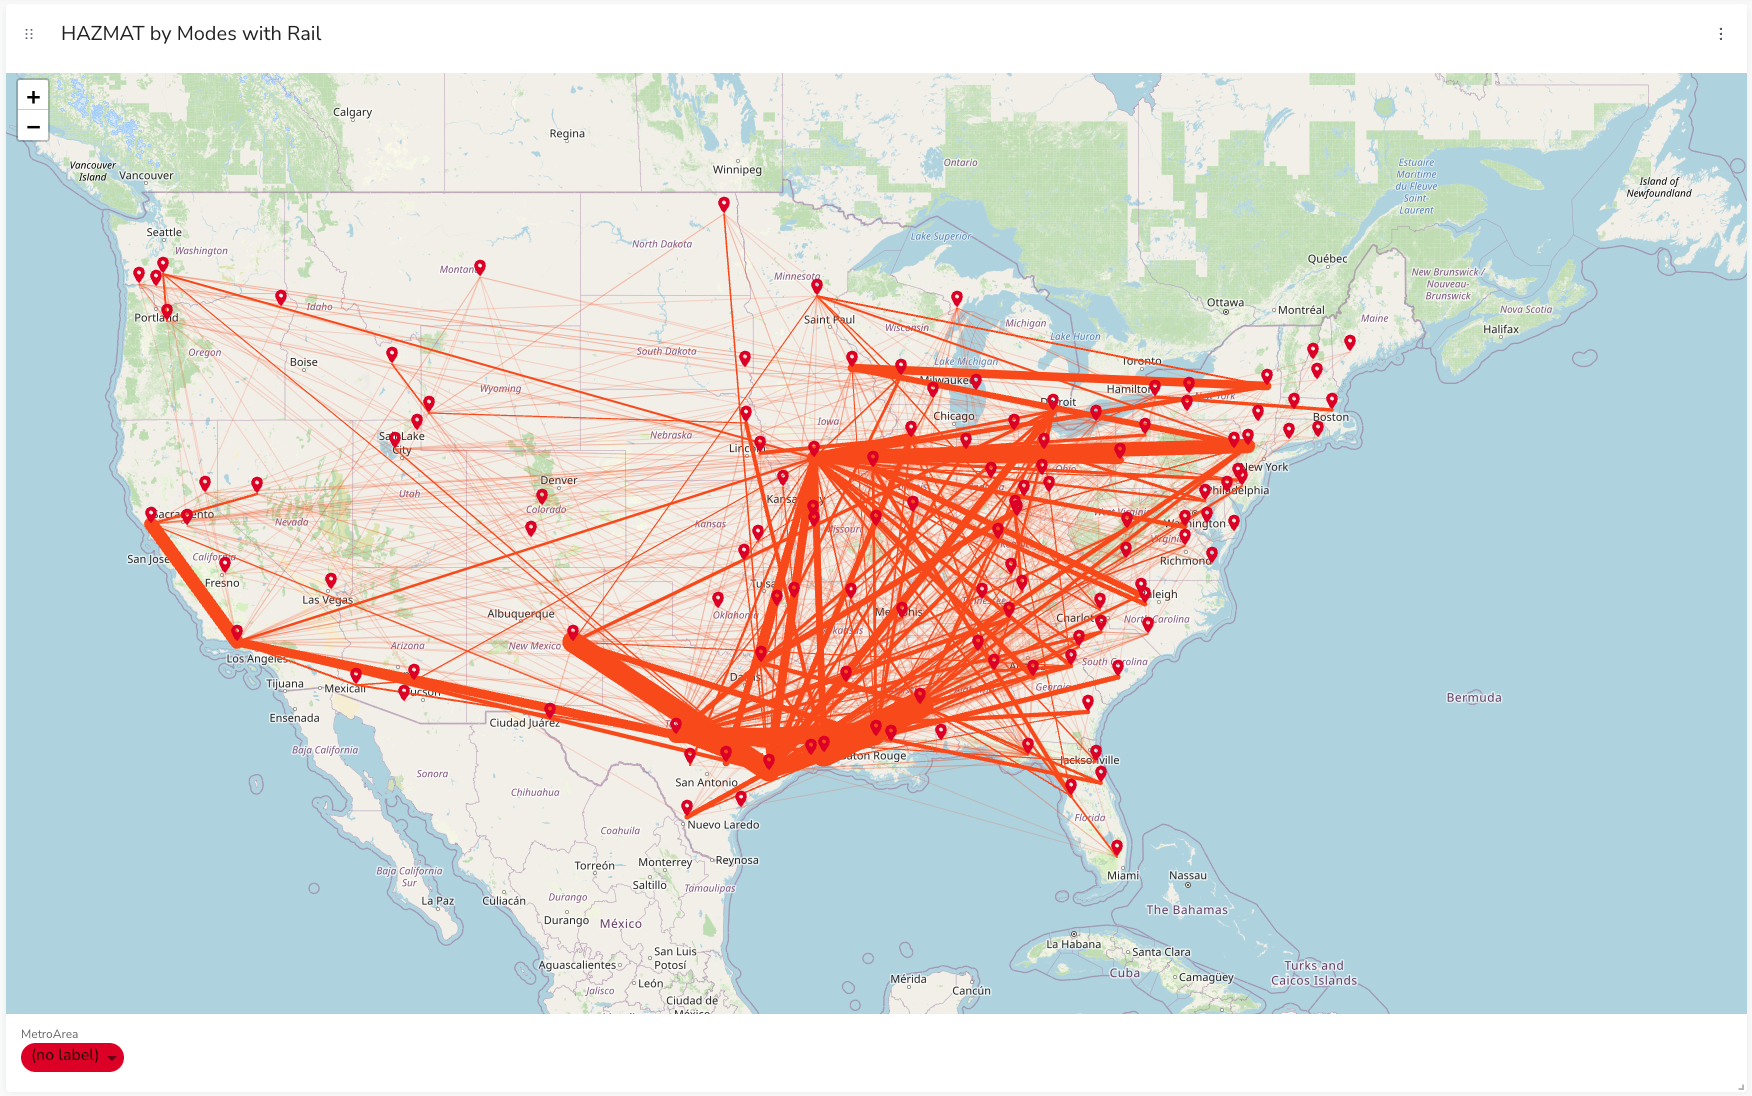 HAZMAT by Modes with Rail
+
−
Calgary
Regina
Winnipeg
Ontario
Vancouver
Island
Vancouver
Estuaire
Maritime
du Fleuve
Saint-
Laurent
Island of
Newfoundland
Seattle
Washington
North Dakota
Lake Superior
Québec
Montan
Minnesota
New Brunswick /
Nouveau-
Brunswick
Idaho
Portland
Saint Paul
Wisconsin
Michigan
Ottawa
Montréal
Maine
Nova Scotia
Halifax
Lake Huron
Oregon
Boise
South Dakota
Lake Michigan
Toronto
Wyoming
Milwaukee
Hamilton
Detroit
New York
Chicago
Boston
Iowa
Nebraska
Salt Lake
City
Lincoln
Ohio
New York
Denver
Colorado
Utah
Kansas City
Philadelphia
Sacramento
Nevada
Kansas
Missouri
West Virginia
Washington
Virginia
San Jose
California
Richmond
Fresno
Las Vegas
Tulsa
Raleigh
Albuquerque
Oklahoma
Memphis
Tennessee
Arkansas
Charlotte
North Carolina
Los Angeles
Arizona
New Mexico
Dallas
South Carolina
Georgia
Tijuana
Mexicali
Tucson
Bermuda
Ensenada
Ciudad Juárez
Baja California
Baton Rouge
Jacksonville
Sonora
San Antonio
Chihuahua
Florida
Nuevo Laredo
Coahuila
Torreón
Monterrey
Reynosa
Baja California
Sur
Saltillo
Tamaulipas
Miami
Nassau
La Paz
Culiacán
Durango
Durango
México
The Bahamas
La Habana
Santa Clara
San Luis
Potosí
Aguascalientes
Cuba
Camagüey
Turks and
Caicos Islands
León
Jalisco
Mérida
Cancún
Ciudad de
México
MetroArea
(no label)